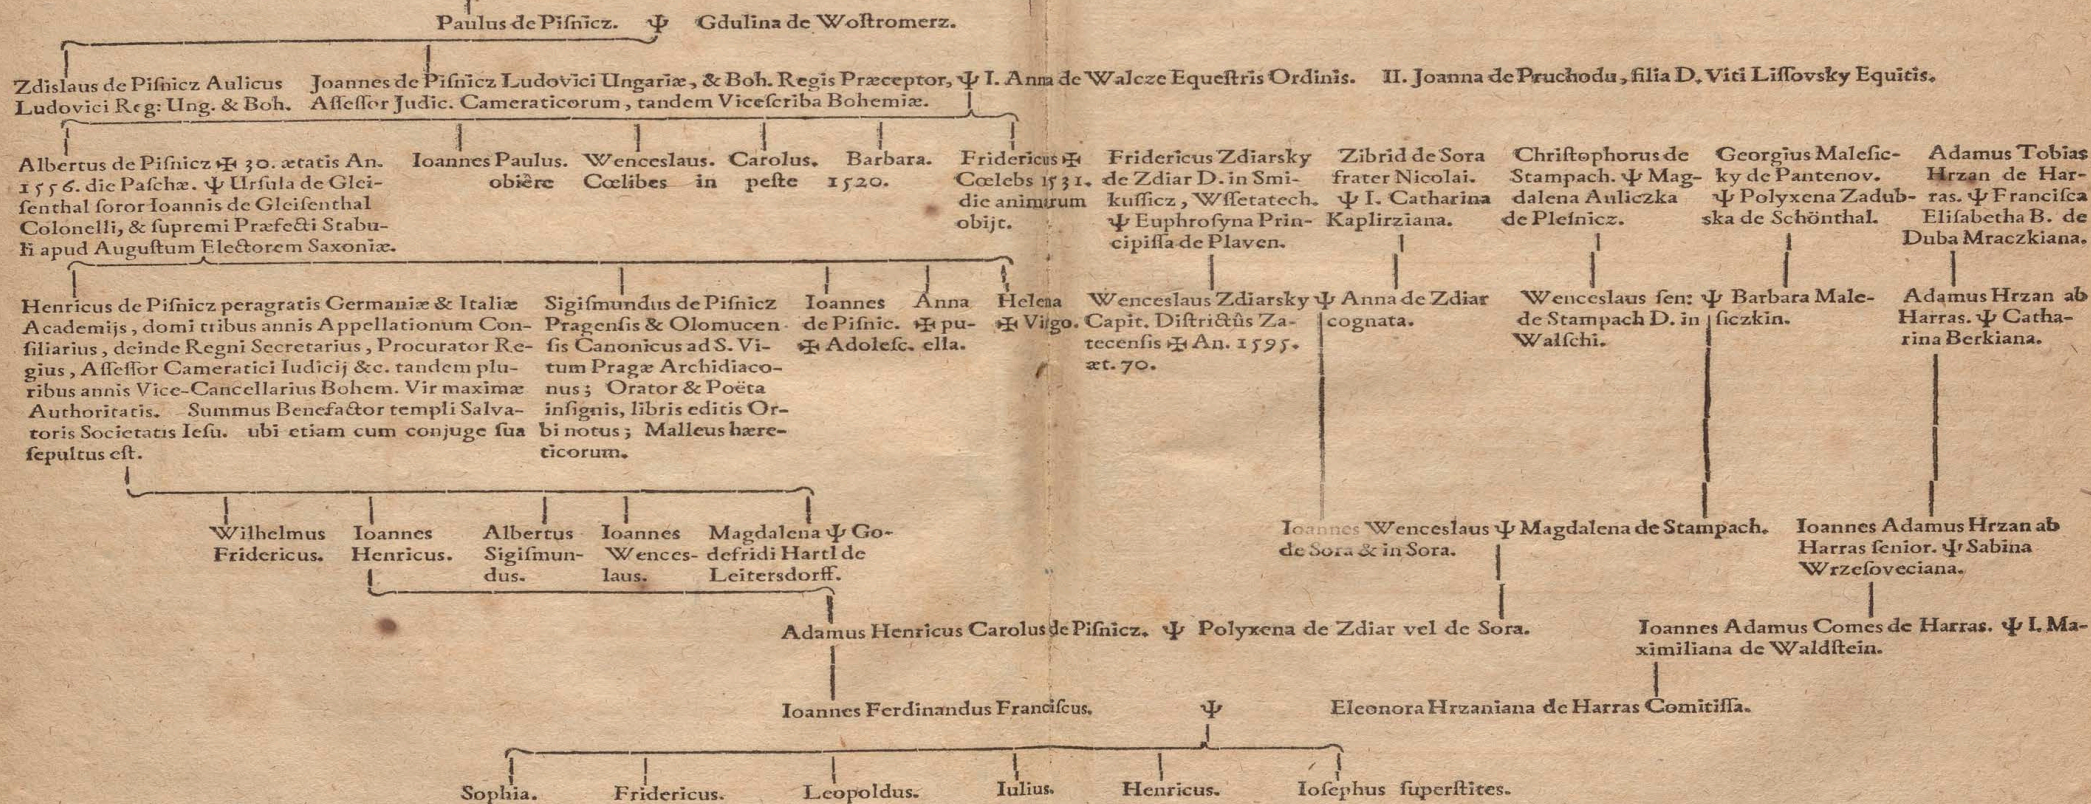 Paulus de Piſnicz. Ψ Gdulina de Woſtromerz.
Zdislaus de Piſnicz Aulicus
Ludovici Reg: Ung. & Boh.
Joannes de Piſnicz Ludovici Ungariæ, & Boh. Regis Præceptor, Ψ I. Anna de Walcze Equeſtris Ordinis. II. Joanna de Pruchodu, filia D. Viti Liſſovsky Equitis.
Aſſeſſor Judic. Cameraticorum, tandem Viceſcriba Bohemiæ.
Albertus de Piſnicz ✠ 30. ætatis An.
1556. die Paſchæ. Ψ Urſula de Glei-
ſenthal ſoror Ioannis de Gleiſenthal
Colonelli, & ſupremi Præfecti Stabu-
li apud Auguſtum Electorem Saxoniæ.
Ioannes Paulus. Wenceslaus. Carolus. Barbara.
obiêre Cœlibes in peſte 1520.
Fridericus ✠
Cœlebs 1531.
die animarum
obijt.
Fridericus Zdiarsky
de Zdiar D. in Smi-
kuſſicz, Wſſetatech.
Ψ Euphroſyna Prin-
cipiſſa de Plaven.
Zibrid de Sora
frater Nicolai.
Ψ I. Catharina
Kaplirziana.
Chriſtophorus de
Stampach. Ψ Mag-
dalena Auliczka
de Pleſnicz.
Georgius Maleſic-
ky de Pantenov.
Ψ Polyxena Zadub-
ska de Schönthal.
Adamus Tobias
Hrzan de Har-
ras. Ψ Franciſca
Eliſabetha B. de
Duba Mraczkiana.
Henricus de Piſnicz peragratis Germaniæ & Italiæ
Academijs, domi tribus annis Appellationum Con-
ſiliarius, deinde Regni Secretarius, Procurator Re-
gius, Aſſeſſor Cameratici Iudicij &c. tandem plu-
ribus annis Vice-Cancellarius Bohem. Vir maximæ
Authoritatis. Summus Benefactor templi Salva-
toris Societatis Ieſu. ubi etiam cum conjuge ſua
ſepultus eſt.
Sigiſmundus de Piſnicz
Pragenſis & Olomucen-
ſis Canonicus ad S. Vi-
tum Pragæ Archidiaco-
nus; Orator & Poëta
inſignis, libris editis Or-
bi notus; Malleus hære-
ticorum.
Ioannes
de Piſnic.
✠ Adoleſc.
Anna
✠ pu-
ella.
Helena
✠ Virgo.
Wenceslaus Zdiarsky Ψ Anna de Zdiar
Capit. Diſtrictûs Za-
tecenſis ✠ An. 1595.
æt. 70.
cognata.
Wenceslaus ſen: Ψ Barbara Male-
de Stampach D. in ſiczkin.
Walſchi.
Adamus Hrzan ab
Harras. Ψ Catha-
rina Berkiana.
Wilhelmus
Fridericus.
Ioannes
Henricus.
Albertus
Sigiſmun-
dus.
Ioannes
Wences-
laus.
Magdalena Ψ Go-
defridi Hartl de
Leitersdorff.
Ioannes Wenceslaus Ψ Magdalena de Stampach.
de Sora & in Sora.
Ioannes Adamus Hrzan ab
Harras ſenior. Ψ Sabina
Wrzeſoveciana.
Adamus Henricus Carolus de Piſnicz. Ψ Polyxena de Zdiar vel de Sora.
Ioannes Adamus Comes de Harras. Ψ I. Ma-
ximiliana de Waldſtein.
Ioannes Ferdinandus Franciſcus. Ψ Eleonora Hrzaniana de Harras Comitiſſa.
Sophia. Fridericus. Leopoldus. Iulius. Henricus. Ioſephus ſuperſtites.